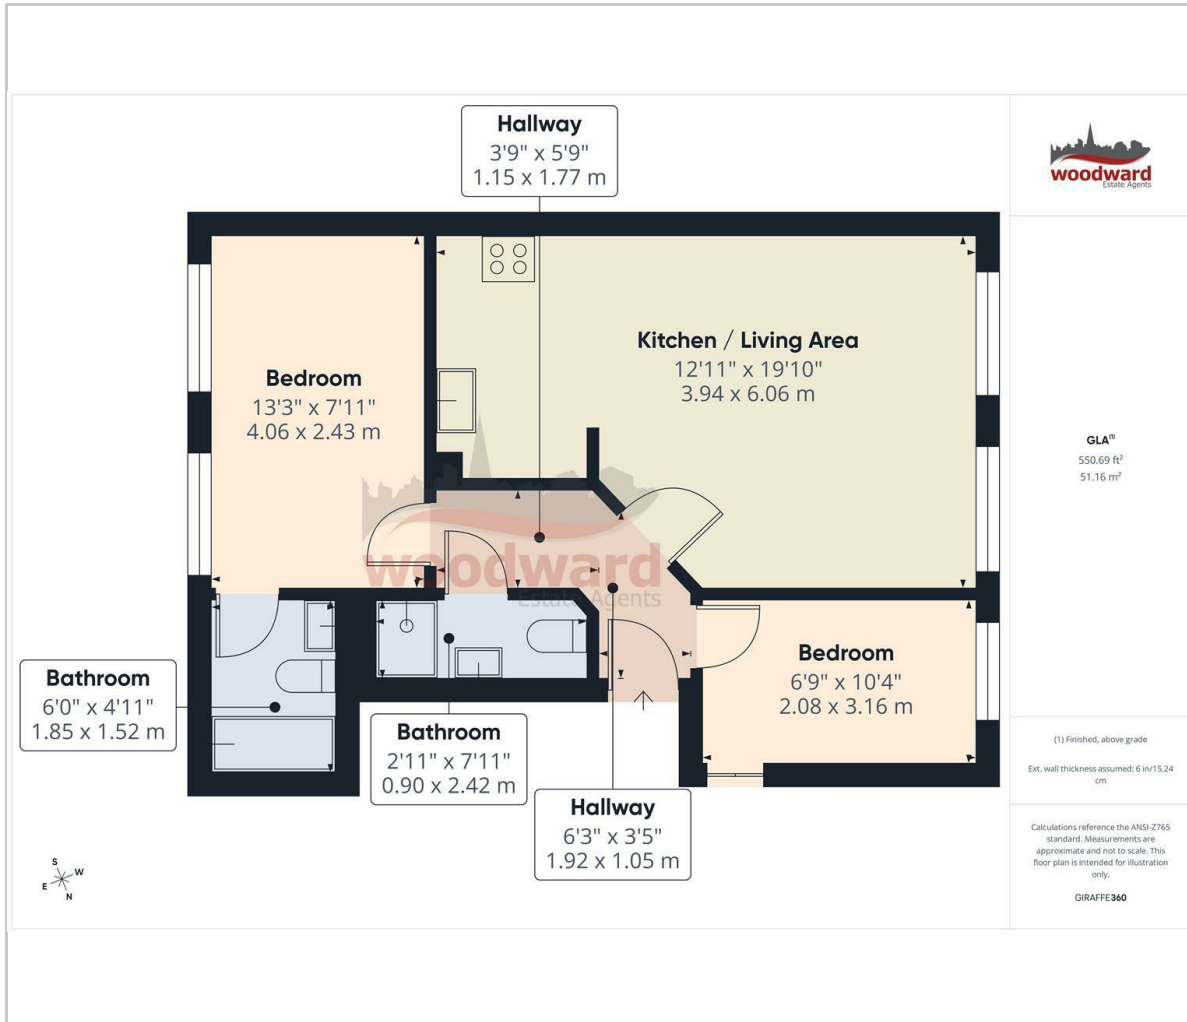 Hallway
3'9" x 5'9"
1.15 x 1.77 m
woodward
Estate Agents
Kitchen / Living Area
12'11" x 19'10"
3.94 x 6.06 m
Bedroom
13'3" x 7'11"
4.06 x 2.43 m
GLA⁽¹⁾
550.69 ft²
51.16 m²
woodward
Estate Agents
Bedroom
6'9" x 10'4"
2.08 x 3.16 m
Bathroom
6'0" x 4'11"
1.85 x 1.52 m
Bathroom
2'11" x 7'11"
0.90 x 2.42 m
Hallway
6'3" x 3'5"
1.92 x 1.05 m
(1) Finished, above grade
Ext. wall thickness assumed: 6 in/15.24
cm
Calculations reference the ANSI-Z765
standard. Measurements are
approximate and not to scale. This
floor plan is intended for illustration
only.
GIRAFFE360
S
W
E
N